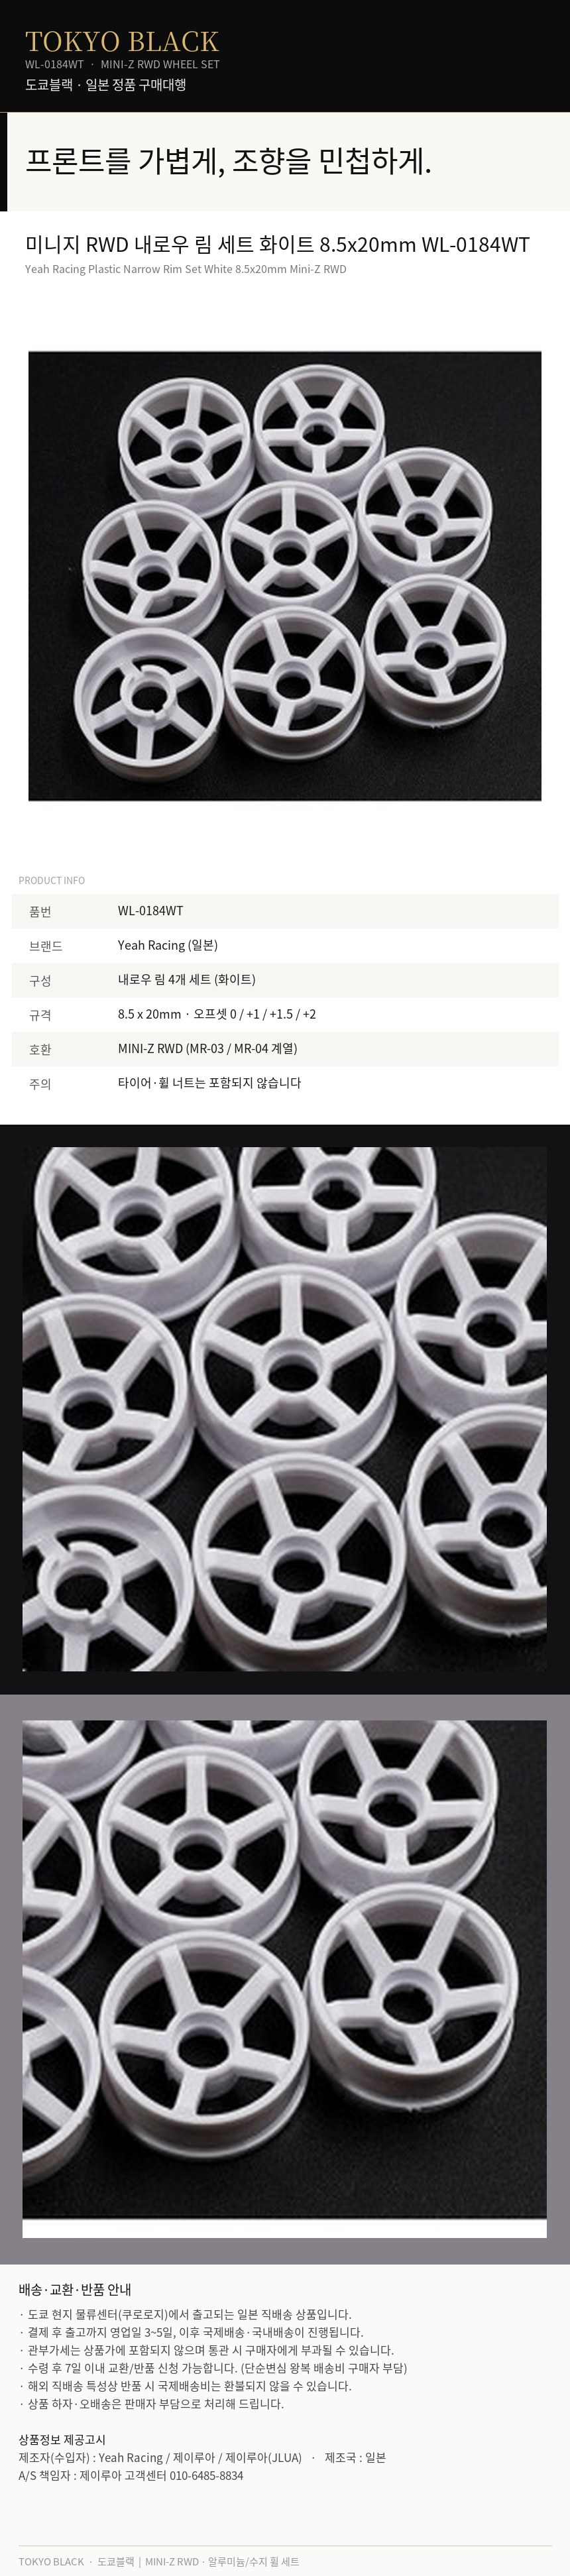 TOKYO BLACK
WL-0184WT · MINI-Z RWD WHEEL SET
도쿄블랙 · 일본 정품 구매대행
프론트를 가볍게, 조향을 민첩하게.
미니지 RWD 내로우 림 세트 화이트 8.5x20mm WL-0184WT
Yeah Racing Plastic Narrow Rim Set White 8.5x20mm Mini-Z RWD
PRODUCT INFO
품번 WL-0184WT
브랜드 Yeah Racing (일본)
구성 내로우 림 4개 세트 (화이트)
규격 8.5 x 20mm · 오프셋 0 / +1 / +1.5 / +2
호환 MINI-Z RWD (MR-03 / MR-04 계열)
주의 타이어·휠 너트는 포함되지 않습니다
배송·교환·반품 안내
· 도쿄 현지 물류센터(쿠로로지)에서 출고되는 일본 직배송 상품입니다.
· 결제 후 출고까지 영업일 3~5일, 이후 국제배송·국내배송이 진행됩니다.
· 관부가세는 상품가에 포함되지 않으며 통관 시 구매자에게 부과될 수 있습니다.
· 수령 후 7일 이내 교환/반품 신청 가능합니다. (단순변심 왕복 배송비 구매자 부담)
· 해외 직배송 특성상 반품 시 국제배송비는 환불되지 않을 수 있습니다.
· 상품 하자·오배송은 판매자 부담으로 처리해 드립니다.
상품정보 제공고시
제조자(수입자) : Yeah Racing / 제이루아 / 제이루아(JLUA) · 제조국 : 일본
A/S 책임자 : 제이루아 고객센터 010-6485-8834
TOKYO BLACK · 도쿄블랙 | MINI-Z RWD · 알루미늄/수지 휠 세트